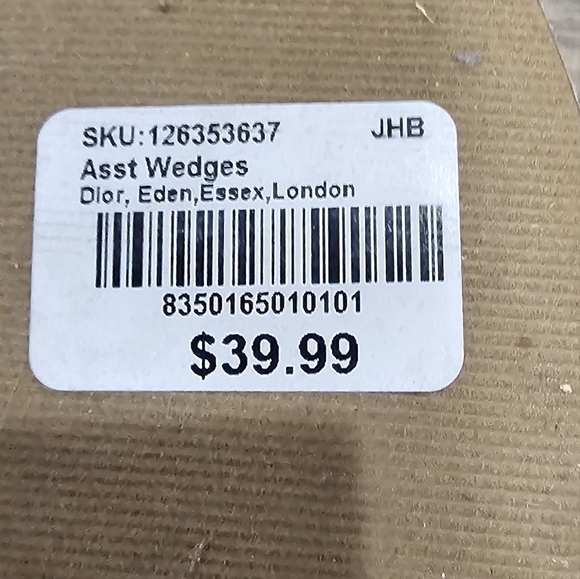 SKU:126353637 JHB
Asst Wedges
Dior, Eden,Essex,London
8350165010101
$39.99